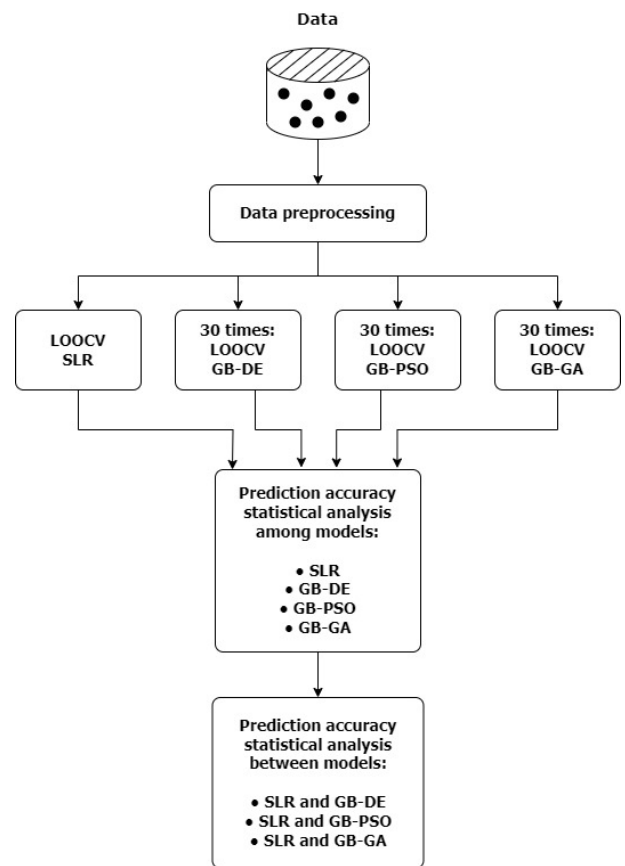 Data
Data preprocessing
LOOCV
SLR
30 times:
LOOCV
GB-DE
30 times:
LOOCV
GB-PSO
30 times:
LOOCV
GB-GA
Prediction accuracy
statistical analysis
among models:
● SLR
● GB-DE
● GB-PSO
● GB-GA
Prediction accuracy
statistical analysis
between models:
● SLR and GB-DE
● SLR and GB-PSO
● SLR and GB-GA